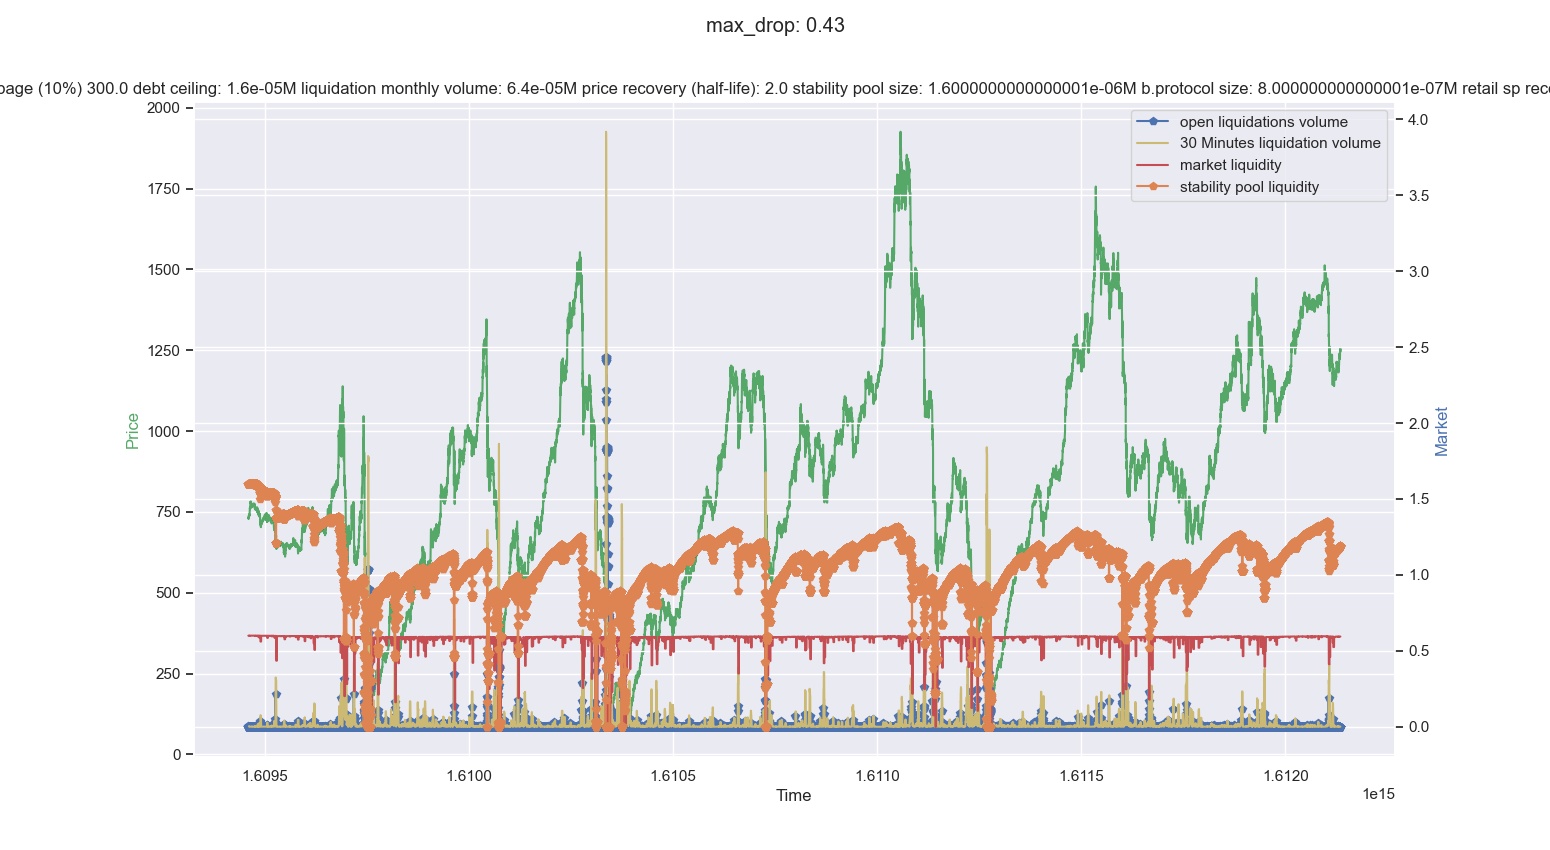 max_drop: 0.43
(10%) 300.0 debt ceiling: 1.6e-05M liquidation monthly volume: 6.4e-05M price recovery (half-life): 2.0 stability pool size: 1.6000000000000001e-06M b.protocol size: 8.000000000000001e-07M retail sp
2000
1750
1500
1250
1000
750
500
250
0
Price
4.0
3.5
3.0
2.5
2.0
1.5
1.0
0.5
0.0
Market
open liquidations volume
30 Minutes liquidation volume
market liquidity
stability pool liquidity
1.6095 1.6100 1.6105 1.6110 1.6115 1.6120
1e15
Time